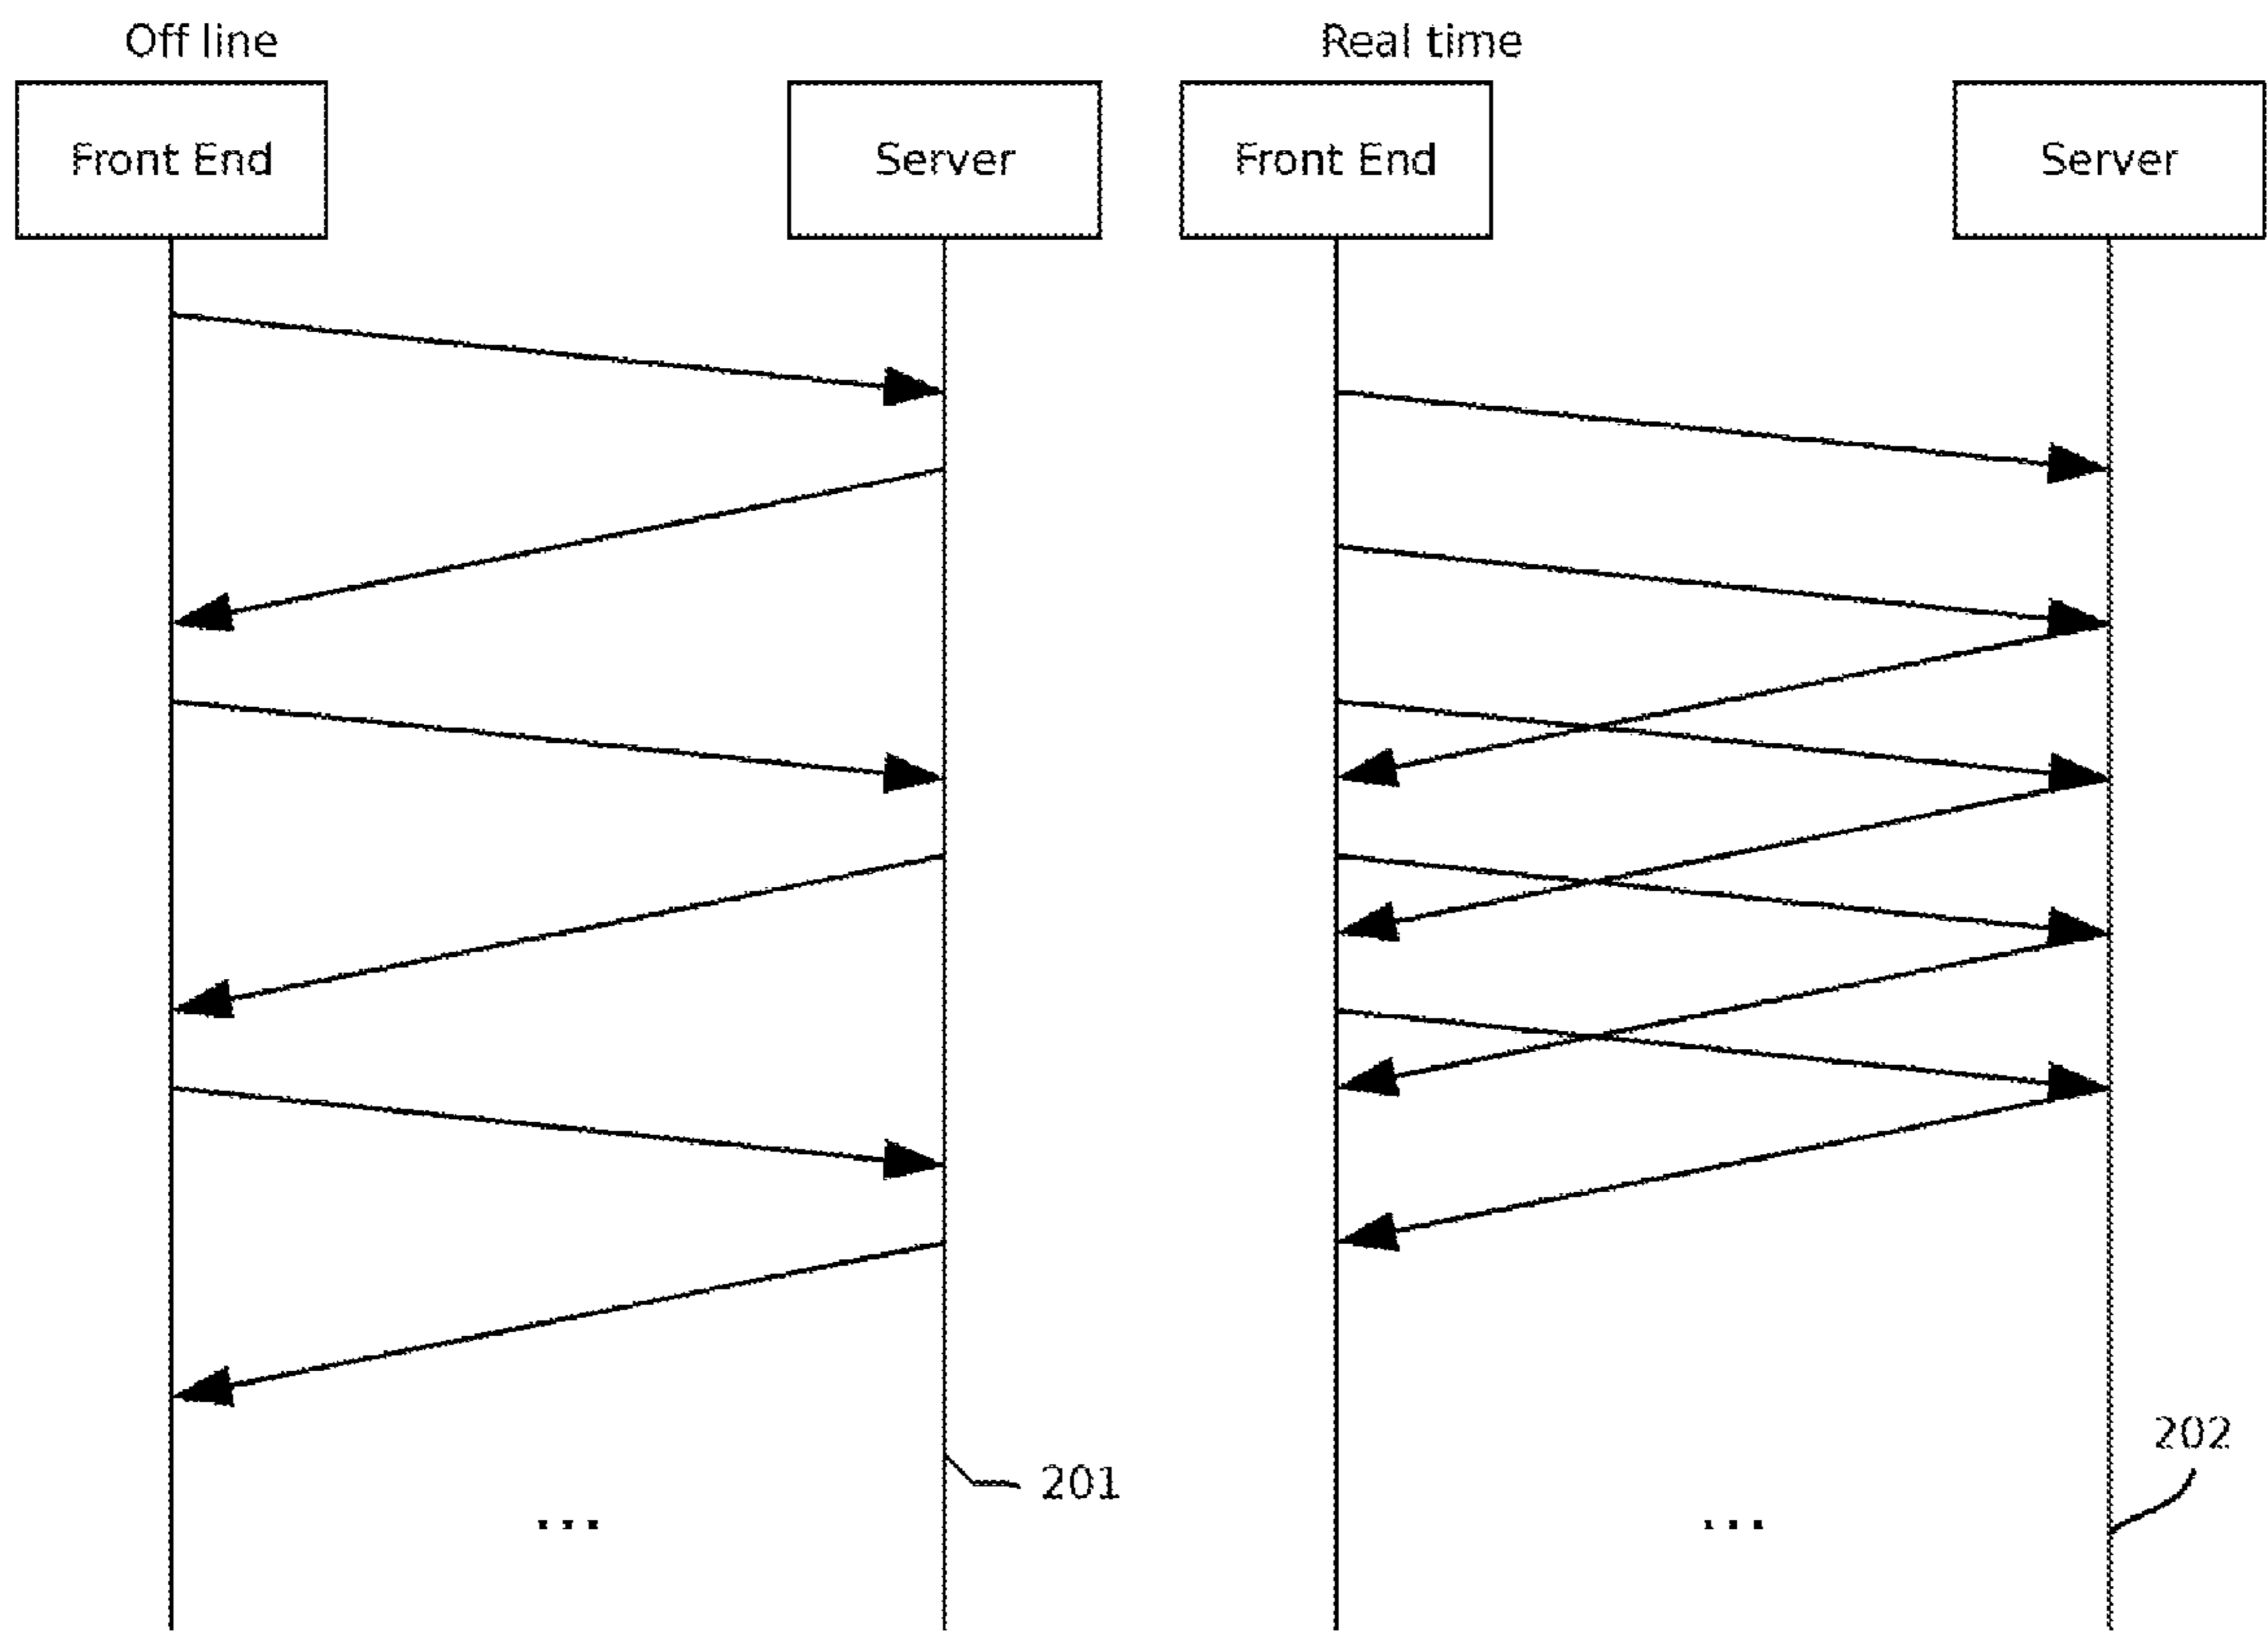 Off line
Real time
Front End
Server
Front End
Server
202
201
...
...